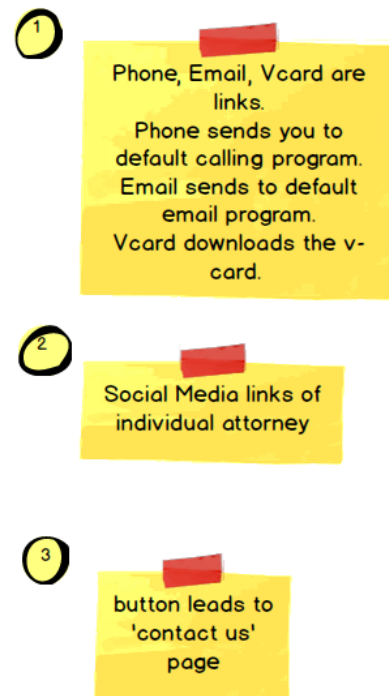 1
Phone, Email, Vcard are
links.
Phone sends you to
default calling program.
Email sends to default
email program.
Vcard downloads the v-
card.
2
Social Media links of
individual attorney
3
button leads to
'contact us'
page